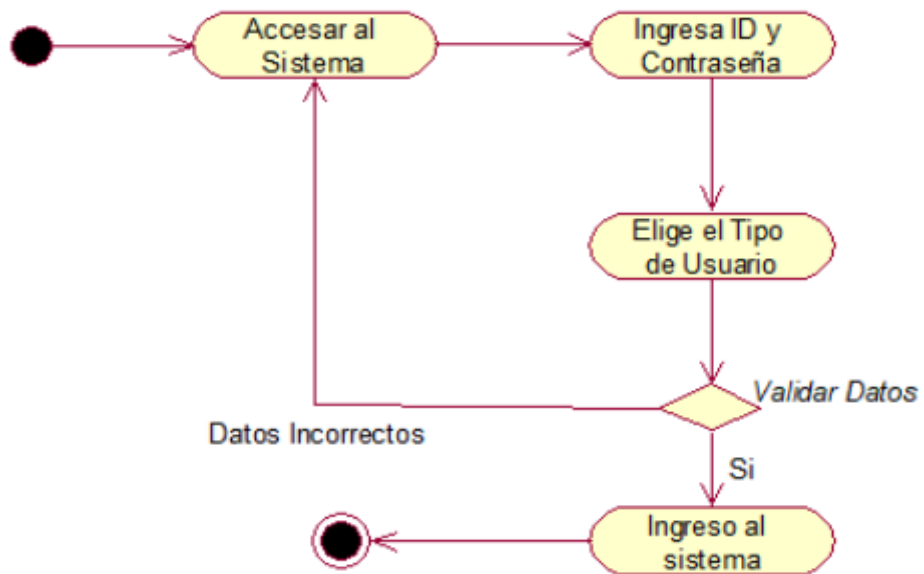 Accesar al
Sistema
Ingresa ID y
Contraseña
Elige el Tipo
de Usuario
Validar Datos
Datos Incorrectos
Si
Ingreso al
sistema